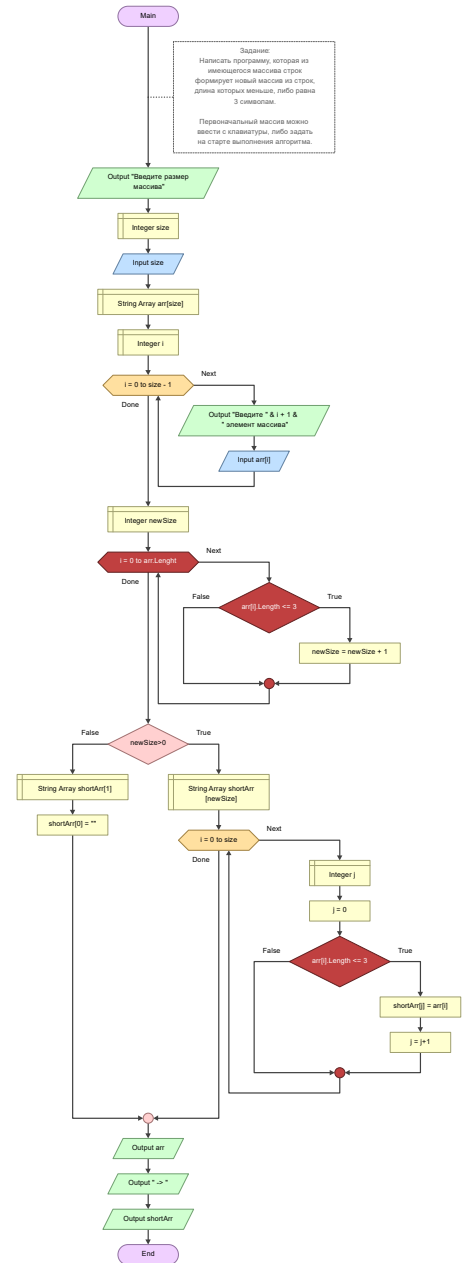 Main
Задание:
Написать программу, которая из
имеющегося массива строк
формирует новый массив из строк,
длина которых меньше, либо равна
3 символам.
Первоначальный массив можно
ввести с клавиатуры, либо задать
на старте выполнения алгоритма.
Output "Введите размер
массива"
Integer size
Input size
String Array arr[size]
Integer i
i = 0 to size - 1
Next
Done
Output "Введите " & i + 1 &
" элемент массива"
Input arr[i]
Integer newSize
i = 0 to arr.Lenght
Next
Done
False
arr[i].Length <= 3
True
newSize = newSize + 1
False
newSize>0
True
String Array shortArr[1]
shortArr[0] = ""
String Array shortArr
[newSize]
i = 0 to size
Next
Done
Integer j
j = 0
False
arr[i].Length <= 3
True
shortArr[j] = arr[i]
j = j+1
Output arr
Output " -> "
Output shortArr
End